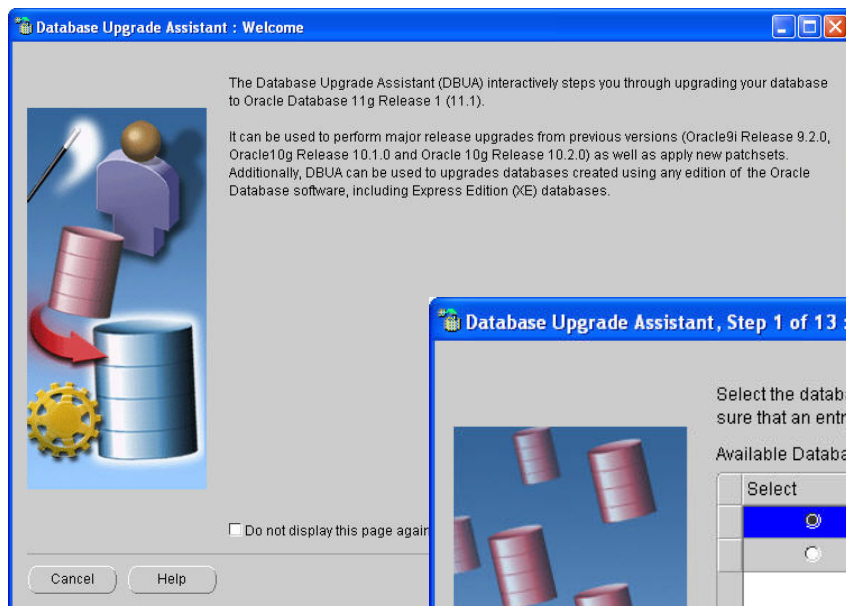 Database Upgrade Assistant : Welcome
The Database Upgrade Assistant (DBUA) interactively steps you through upgrading your database
to Oracle Database 11g Release 1 (11.1).
It can be used to perform major release upgrades from previous versions (Oracle9i Release 9.2.0,
Oracle10g Release 10.1.0 and Oracle 10g Release 10.2.0) as well as apply new patchsets.
Additionally, DBUA can be used to upgrades databases created using any edition of the Oracle
Database software, including Express Edition (XE) databases.
Do not display this page again
Cancel
Help
Database Upgrade Assistant, Step 1 of 13 :
Select the datab
sure that an entr
Available Databa
Select